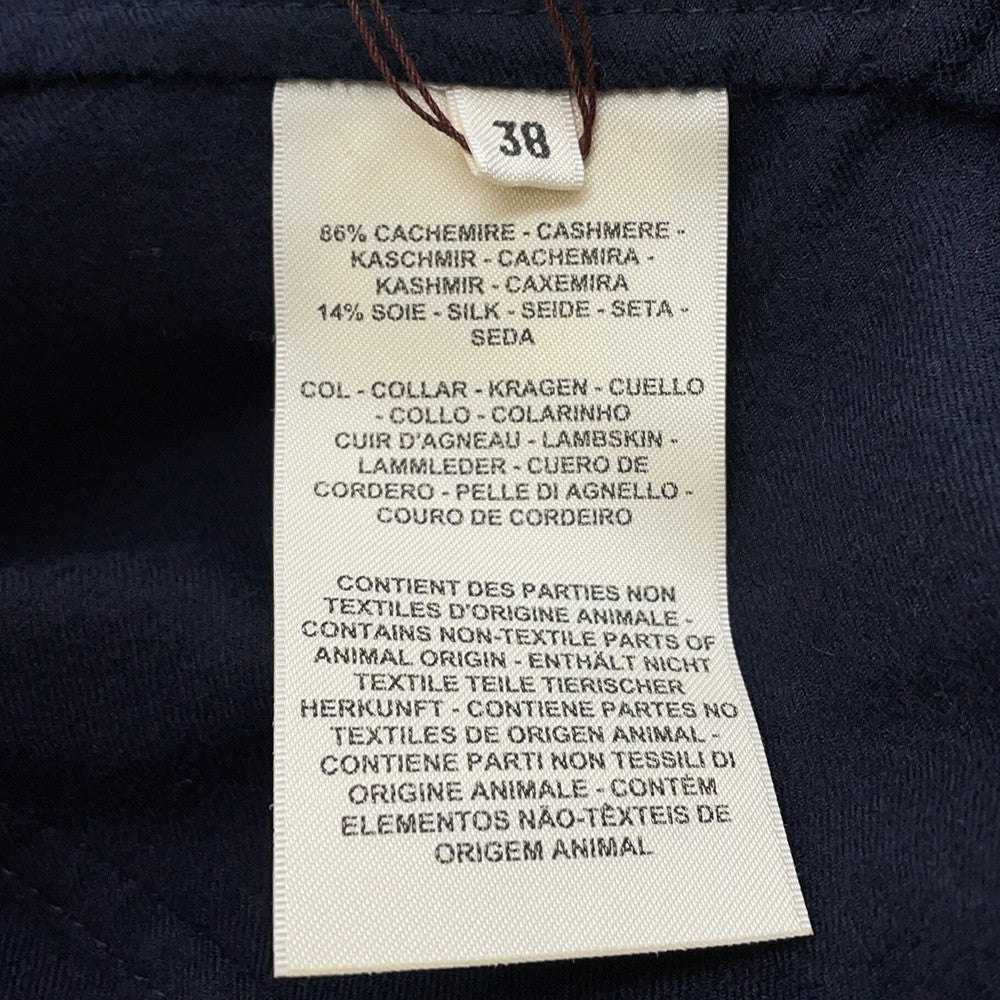 38
86% CACHEMIRE - CASHMERE -
KASCHMIR - CACHEMIRA -
KASHMIR - CAXEMIRA
14% SOIE - SILK - SEIDE - SETA -
SEDA
COL - COLLAR - KRAGEN - CUELLO
- COLLO - COLARINHO
CUIR D'AGNEAU - LAMBSKIN -
LAMMLEDER - CUERO DE
CORDERO - PELLE DI AGNELLO -
COURO DE CORDEIRO
CONTIENT DES PARTIES NON
TEXTILES D'ORIGINE ANIMALE -
CONTAINS NON-TEXTILE PARTS OF
ANIMAL ORIGIN - ENTHÄLT NICHT
TEXTILE TEILE TIERISCHER
HERKUNFT - CONTIENE PARTES NO
TEXTILES DE ORIGEN ANIMAL -
CONTIENE PARTI NON TESSILI DI
ORIGINE ANIMALE - CONTÉM
ELEMENTOS NÃO-TÊXTEIS DE
ORIGEM ANIMAL